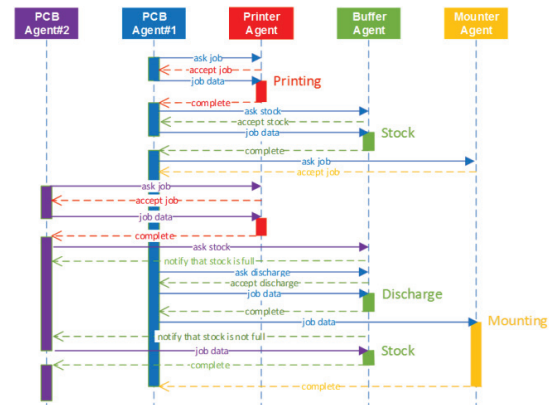 PCB Agent#2
PCB Agent#1
Printer Agent
Buffer Agent
Mounter Agent
ask job
accept job
job data
Printing
complete
ask stock
accept stock
job data
Stock
complete
ask job
accept job
ask job
accept job
job data
complete
ask stock
notify that stock is full
ask discharge
accept discharge
job data
Discharge
complete
job data
Mounting
notify that stock is not full
job data
Stock
complete
complete